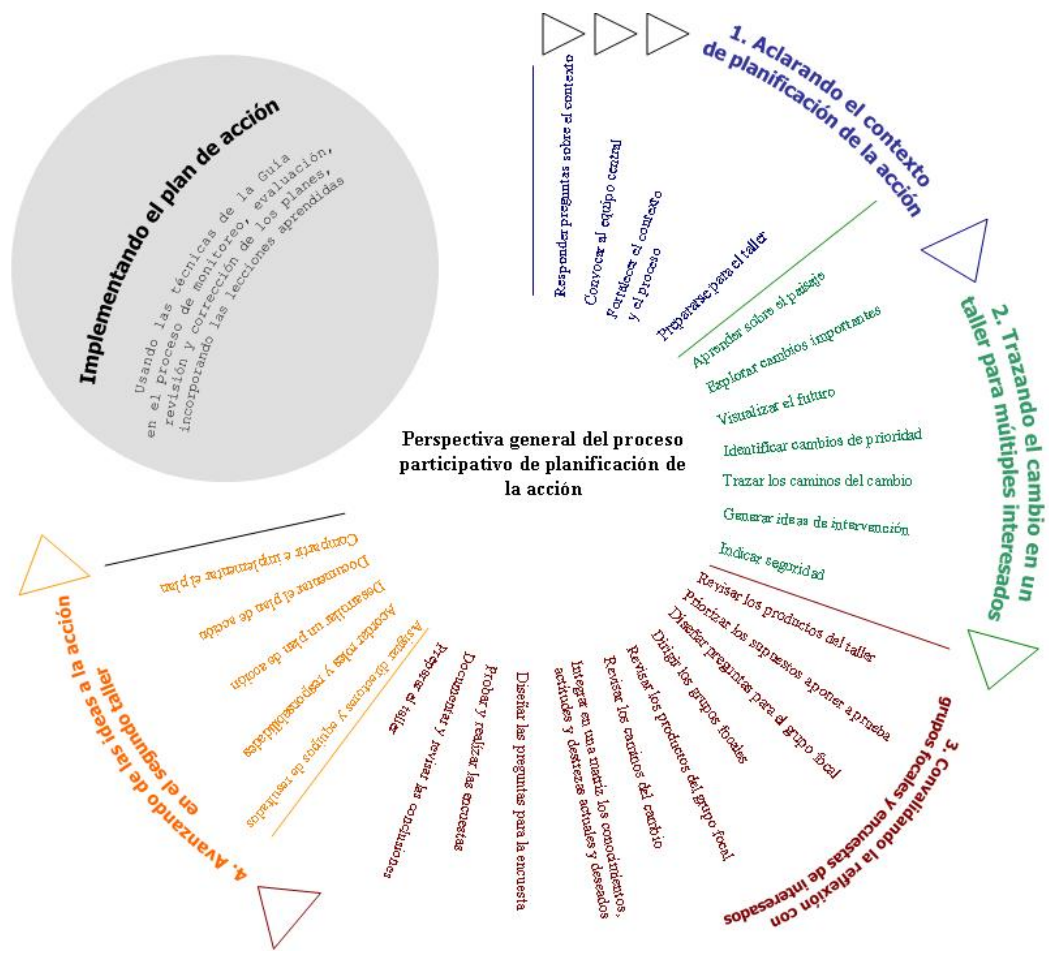 1. Aclarando el contexto
de planificación de la acción
Responder preguntas sobre el contexto
Convocar al equipo central
Fortalecer el contexto
y el proceso
Prepararse para el taller
2. Trazando el cambio en un
taller para múltiples interesados
Aprender sobre el paisaje
Explorar cambios importantes
Visualizar el futuro
Identificar cambios de prioridad
Trazar los caminos del cambio
Generar ideas de intervención
Indicar seguridad
3. Convalidando la reflexión con
grupos focales y encuestas de interesados
Revisar los productos del taller
Priorizar los supuestos a poner a prueba
Diseñar preguntas para el grupo focal
Dirigir los grupos focales
Revisar los productos del grupo focal
Revisar los caminos del cambio
Integrar en una matriz los conocimientos,
actitudes y destrezas actuales y deseados
Diseñar las preguntas para la encuesta
Probar y realizar las encuestas
Documentar y revisar las conclusiones
Preparar el taller
4. Avanzando de las ideas a la acción
en el segundo taller
Asignar directores y equipos de resultados
Acordar roles y responsabilidades
Desarrollar un plan de acción
Documentar el plan de acción
Compartir e implementar el plan
Implementando el plan de acción
Usando las técnicas de la Guía
en el proceso de monitoreo, evaluación,
revisión y corrección de los planes,
incorporando las lecciones aprendidas
Perspectiva general del proceso
participativo de planificación de
la acción